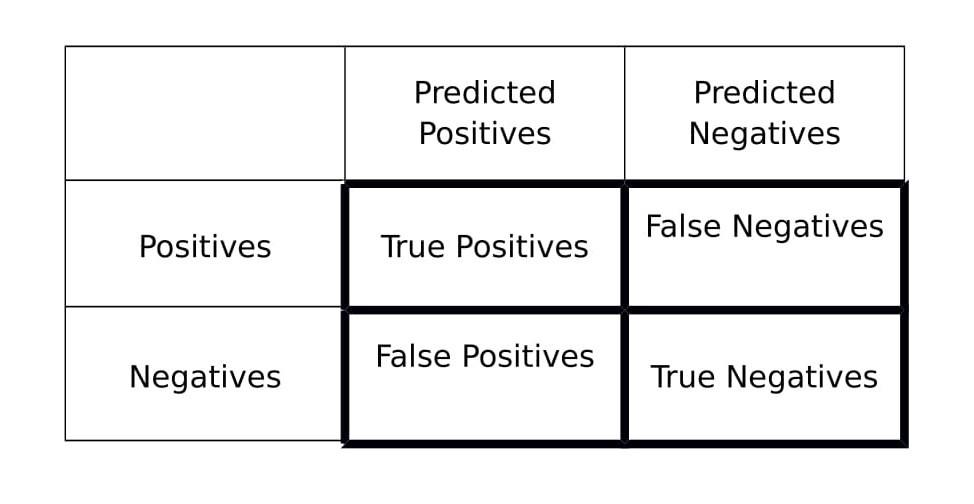 Predicted
Positives
Predicted
Negatives
Positives
True Positives
False Negatives
Negatives
False Positives
True Negatives